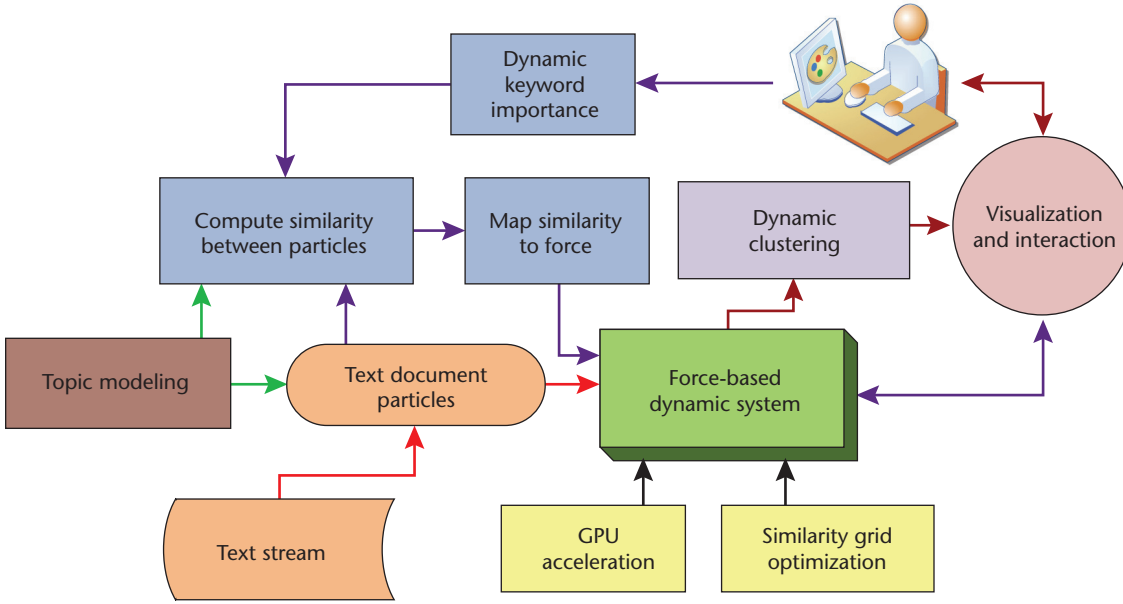 Dynamic
keyword
importance
Compute similarity
between particles
Map similarity
to force
Dynamic
clustering
Visualization
and interaction
Topic modeling
Text document
particles
Force-based
dynamic system
Text stream
GPU
acceleration
Similarity grid
optimization